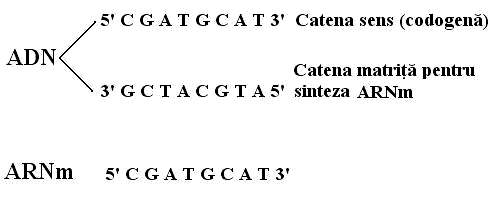 5' C G A T G C A T 3' Catena sens (codogenă)
ADN
Catena matriță pentru
3' G C T A C G T A 5' sinteza ARNm
ARNm 5' C G A T G C A T 3'